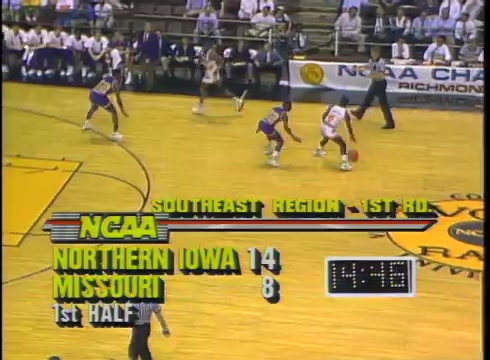 NCAA CHA
RICHMON
SOUTHEAST REGION - 1ST RD.
NCAA
NORTHERN IOWA 14
MISSOURI 8
1st HALF
14:46